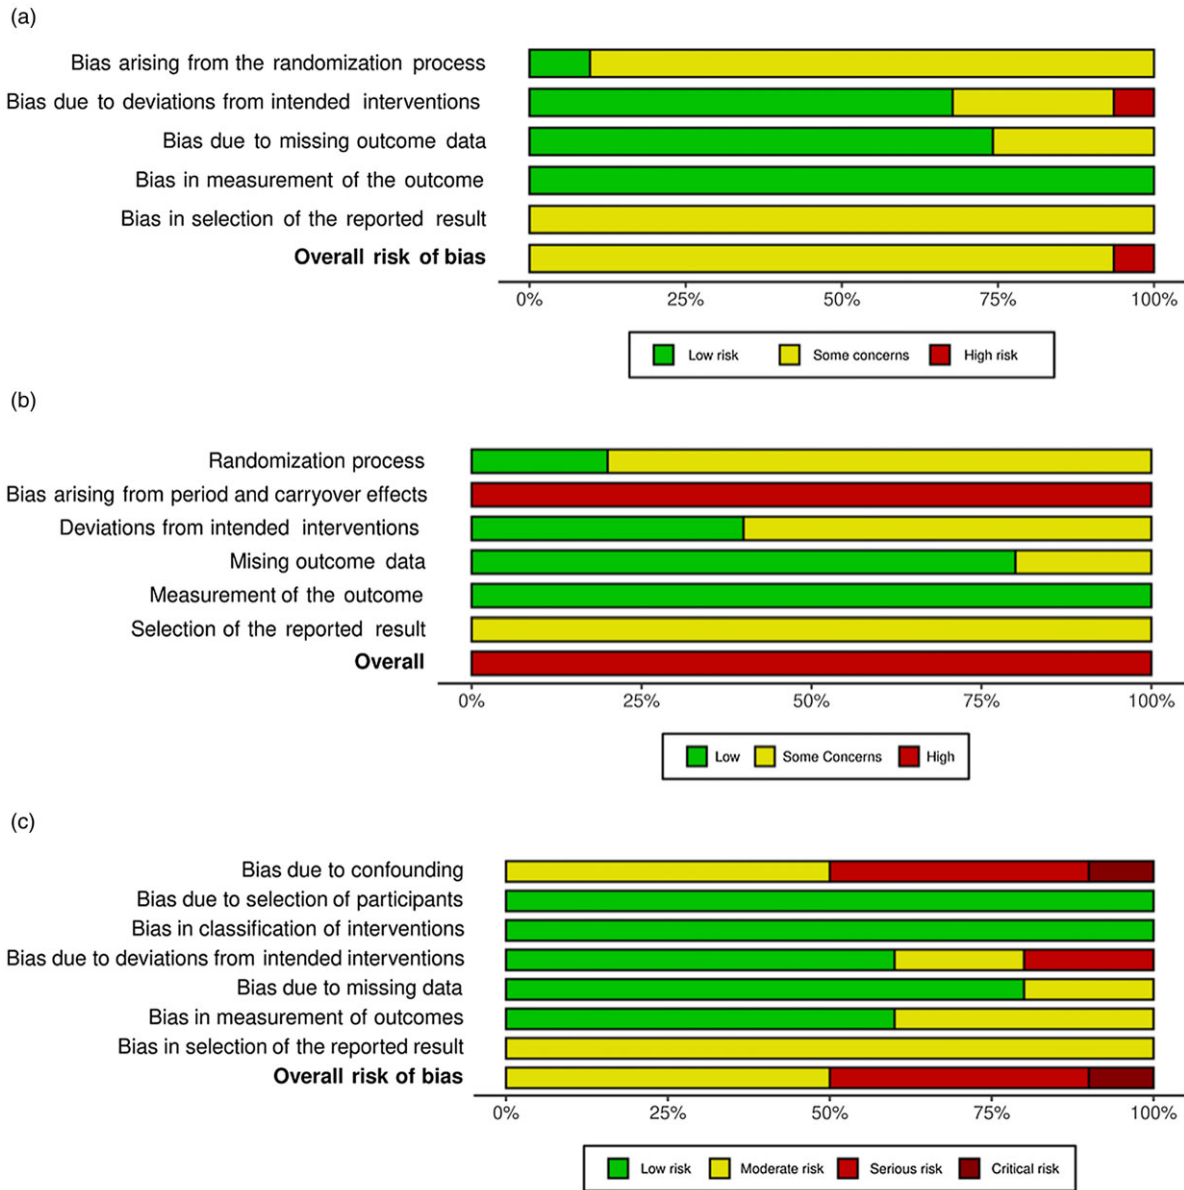 (a)
Bias arising from the randomization process
Bias due to deviations from intended interventions
Bias due to missing outcome data
Bias in measurement of the outcome
Bias in selection of the reported result
Overall risk of bias
0% 25% 50% 75% 100%
Low risk Some concerns High risk
(b)
Randomization process
Bias arising from period and carryover effects
Deviations from intended interventions
Mising outcome data
Measurement of the outcome
Selection of the reported result
Overall
0% 25% 50% 75% 100%
Low Some Concerns High
(c)
Bias due to confounding
Bias due to selection of participants
Bias in classification of interventions
Bias due to deviations from intended interventions
Bias due to missing data
Bias in measurement of outcomes
Bias in selection of the reported result
Overall risk of bias
0% 25% 50% 75% 100%
Low risk Moderate risk Serious risk Critical risk